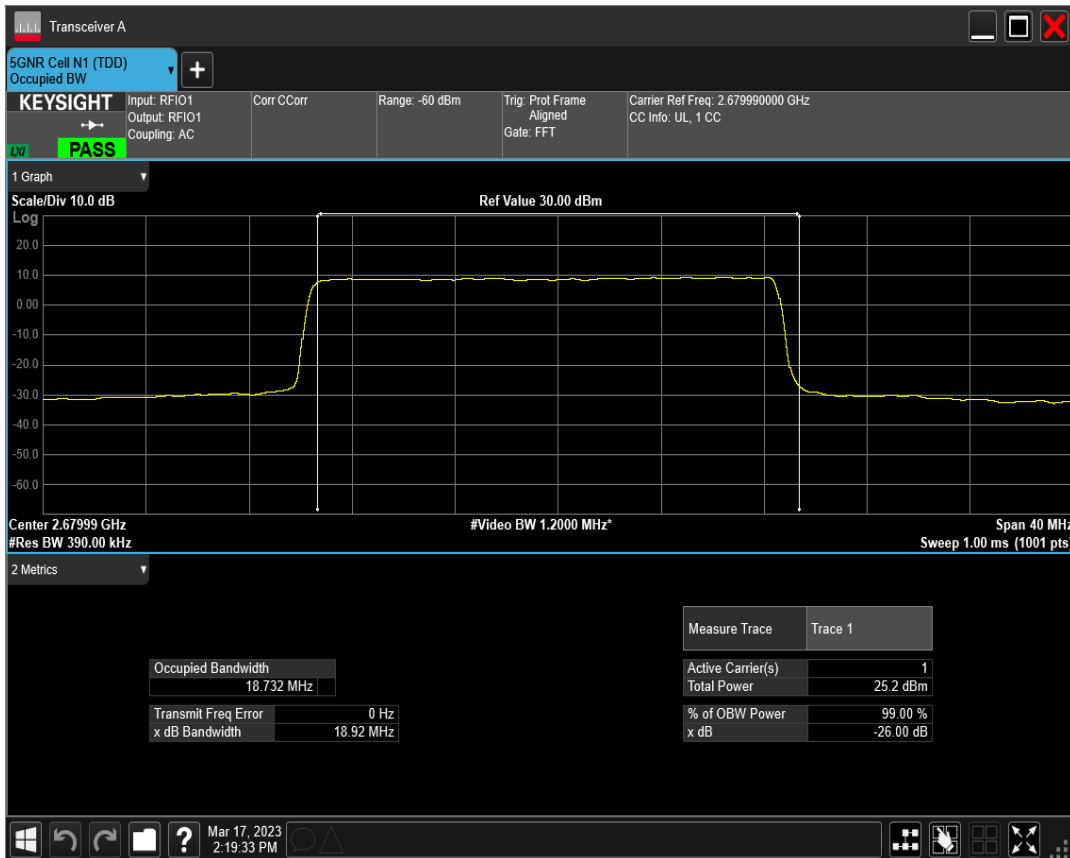 Transceiver A
5GNR Cell N1 (TDD)
Occupied BW
+
KEYSIGHT
LXI
PASS
Input: RFIO1
Output: RFIO1
Coupling: AC
Corr CCorr
Range: -60 dBm
Trig: Prot Frame
Aligned
Gate: FFT
Carrier Ref Freq: 2.679990000 GHz
CC Info: UL, 1 CC
1 Graph
Scale/Div 10.0 dB
Ref Value 30.00 dBm
Log
20.0
10.0
0.00
-10.0
-20.0
-30.0
-40.0
-50.0
-60.0
Center 2.67999 GHz
#Video BW 1.2000 MHz*
Span 40 MHz
#Res BW 390.00 kHz
Sweep 1.00 ms (1001 pts)
2 Metrics
Measure Trace Trace 1
Occupied Bandwidth
18.732 MHz
Active Carrier(s) 1
Total Power 25.2 dBm
Transmit Freq Error 0 Hz
x dB Bandwidth 18.92 MHz
% of OBW Power 99.00 %
x dB -26.00 dB
?
Mar 17, 2023
2:19:33 PM